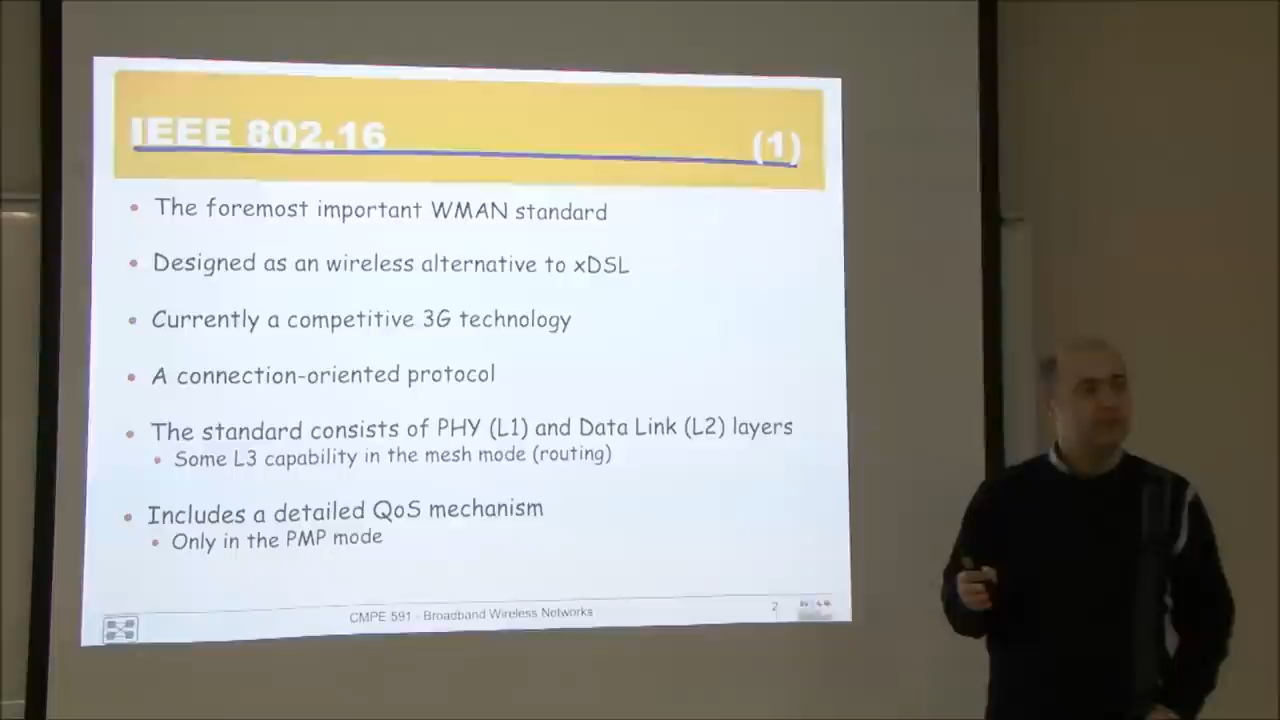 IEEE 802.16 (1)
• The foremost important WMAN standard
• Designed as an wireless alternative to xDSL
• Currently a competitive 3G technology
• A connection-oriented protocol
• The standard consists of PHY (L1) and Data Link (L2) layers
• Some L3 capability in the mesh mode (routing)
• Includes a detailed QoS mechanism
• Only in the PMP mode
CMPE 591 - Broadband Wireless Networks 2